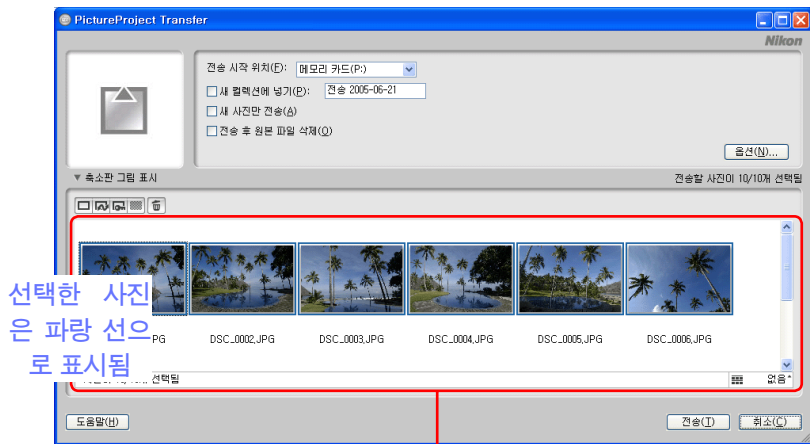 PictureProject Transfer
Nikon
전송 시작 위치(F): 메모리 카드(P:)
새 컬렉션에 넣기(P): 전송 2005-06-21
새 사진만 전송(A)
전송 후 원본 파일 삭제(O)
옵션(N)...
▼ 축소판 그림 표시
전송할 사진이 10/10개 선택됨
선택한 사진
은 파랑 선으
로 표시됨
PG
DSC_0002.JPG
DSC_0003.JPG
DSC_0004.JPG
DSC_0005.JPG
DSC_0006.JPG
선택됨
없음
도움말(H)
전송(T)
취소(C)